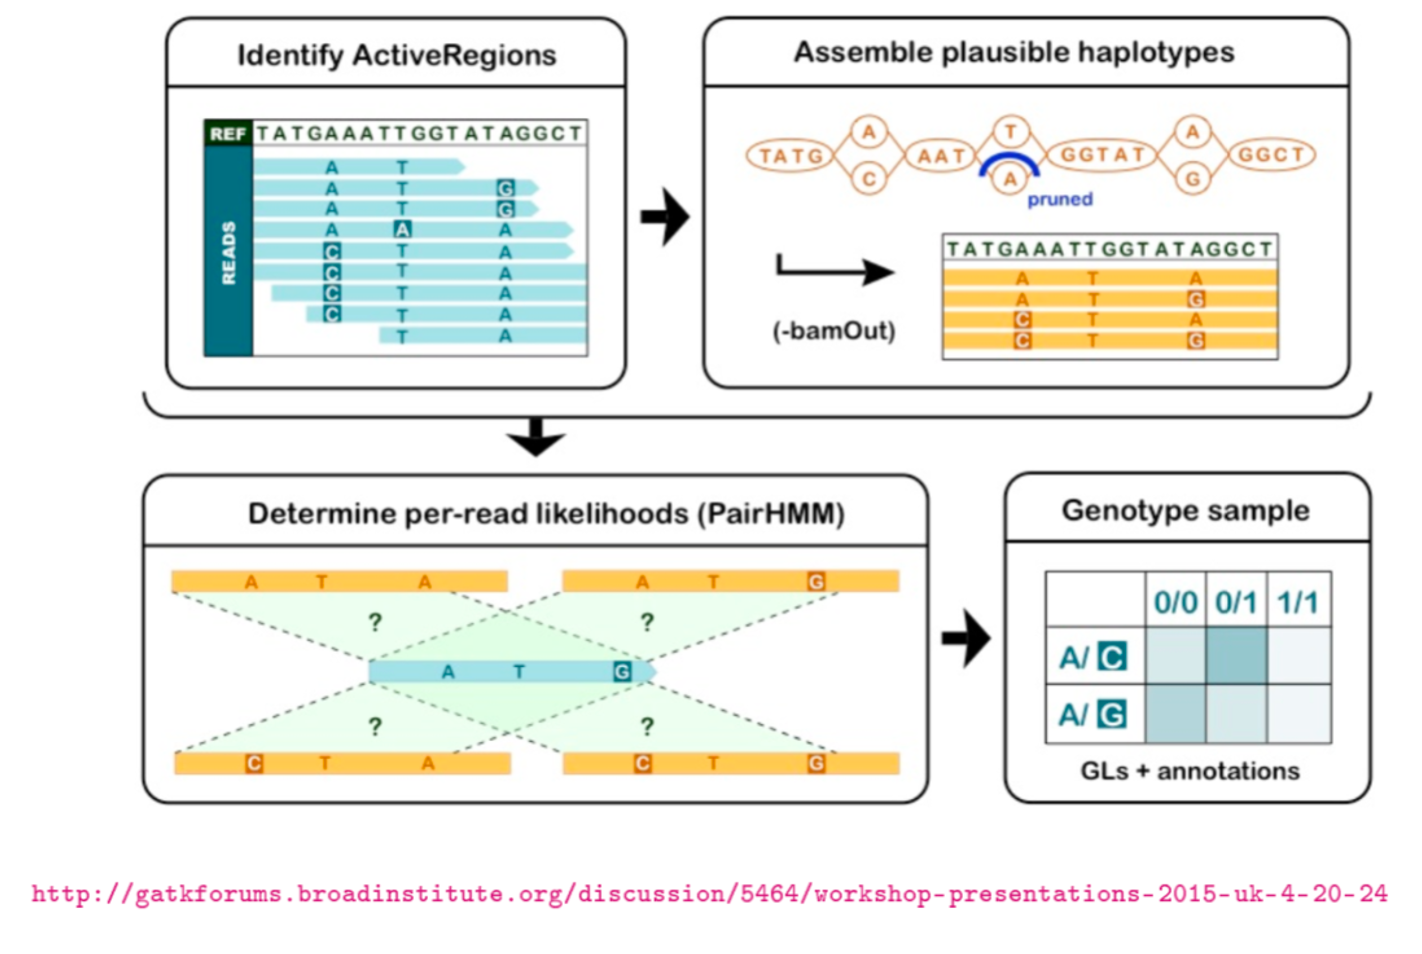 Identify ActiveRegions
REF TATGAAATTGGTATAGGCT
READS
A T
A T G
A T G
A A A
C T A
C T A
C T A
C T A
T A
Assemble plausible haplotypes
TATG A C AAT T A GGTAT A G GGCT
pruned
(-bamOut)
TATGAAATTGGTATAGGCT
A T A
A T G
C T A
C T G
Determine per-read likelihoods (PairHMM)
A T A A T G
? ?
A T G
? ?
C T A C T G
Genotype sample
0/0 0/1 1/1
A/ C
A/ G
GLs + annotations
http://gatkforums.broadinstitute.org/discussion/5464/workshop-presentations-2015-uk-4-20-24